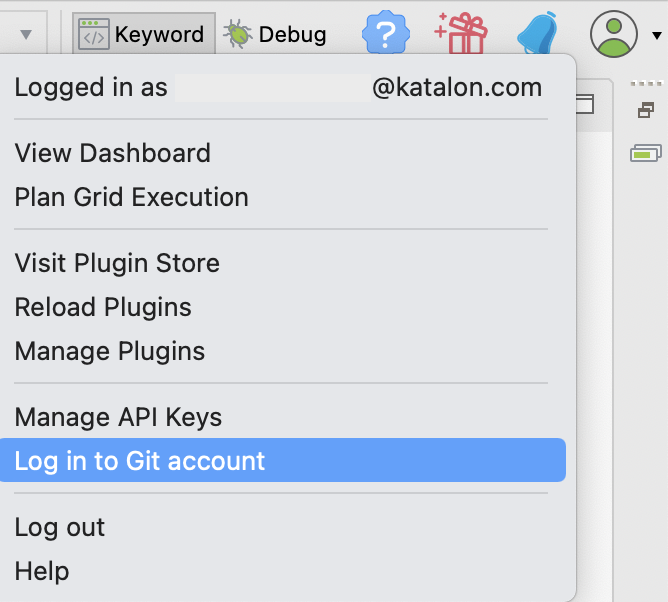 Keyword Debug
Logged in as @katalon.com
View Dashboard
Plan Grid Execution
Visit Plugin Store
Reload Plugins
Manage Plugins
Manage API Keys
Log in to Git account
Log out
Help